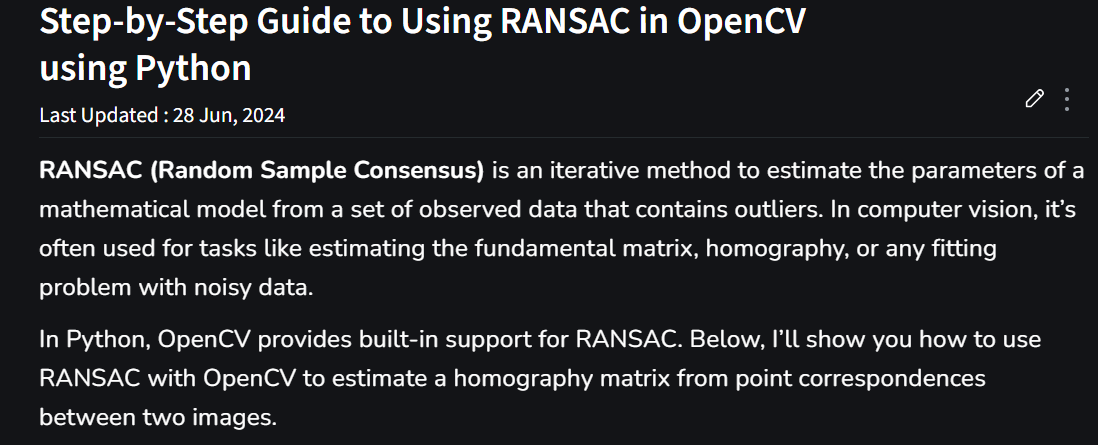 Step-by-Step Guide to Using RANSAC in OpenCV
using Python
Last Updated : 28 Jun, 2024
RANSAC (Random Sample Consensus) is an iterative method to estimate the parameters of a
mathematical model from a set of observed data that contains outliers. In computer vision, it’s
often used for tasks like estimating the fundamental matrix, homography, or any fitting
problem with noisy data.
In Python, OpenCV provides built-in support for RANSAC. Below, I’ll show you how to use
RANSAC with OpenCV to estimate a homography matrix from point correspondences
between two images.